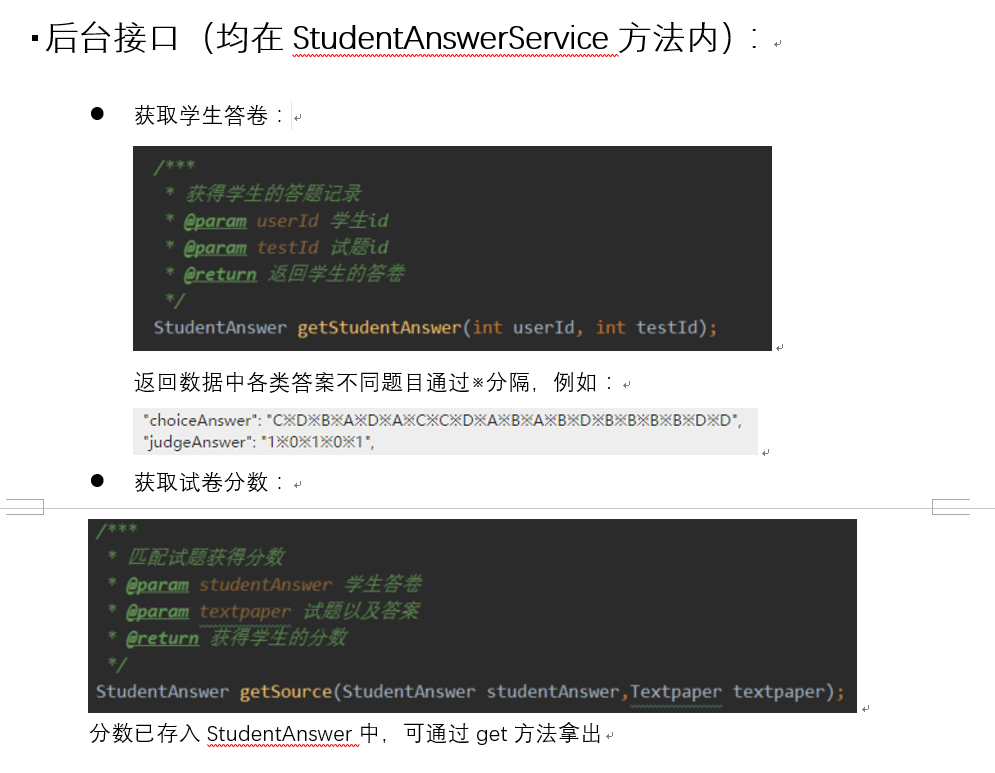 ▪后台接口（均在 StudentAnswerService 方法内）：
● 获取学生答卷：
/***
* 获得学生的答题记录
* @param userId 学生id
* @param testId 试题id
* @return 返回学生的答卷
*/
StudentAnswer getStudentAnswer(int userId, int testId);
返回数据中各类答案不同题目通过※分隔，例如：
"choiceAnswer": "C※D※B※A※D※A※C※C※D※A※B※A※B※D※B※B※B※B※D※D",
"judgeAnswer": "1※0※1※0※1",
● 获取试卷分数：
/***
* 匹配试题获得分数
* @param studentAnswer 学生答卷
* @param textpaper 试题以及答案
* @return 获得学生的分数
*/
StudentAnswer getSource(StudentAnswer studentAnswer,Textpaper textpaper);
分数已存入 StudentAnswer 中，可通过 get 方法拿出